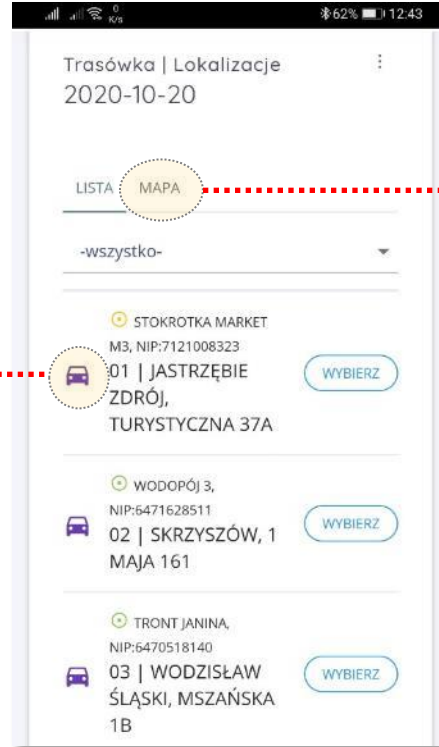 0
K/s
62% 12:43
Trasówka | Lokalizacje
2020-10-20
LISTA MAPA
-wszystko-
STOKROTKA MARKET
M3, NIP:7121008323
01 | JASTRZĘBIE
ZDRÓJ,
TURYSTYCZNA 37A
WYBIERZ
WODOPÓJ 3,
NIP:6471628511
02 | SKRZYSZÓW, 1
MAJA 161
WYBIERZ
TRONT JANINA,
NIP:6470518140
03 | WODZISŁAW
ŚLĄSKI, MSZAŃSKA
1B
WYBIERZ